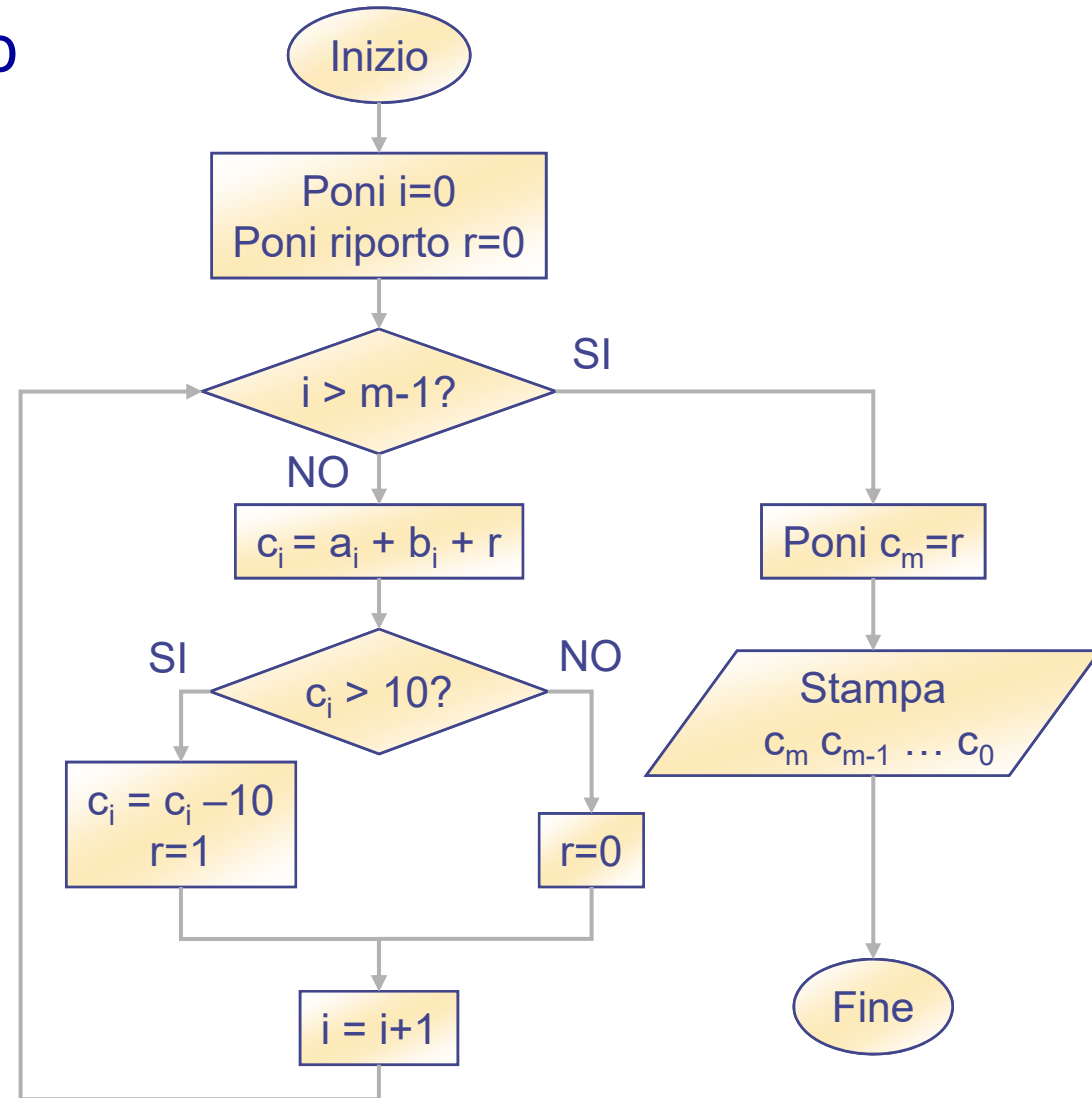 o
Inizio
Poni i=0
Poni riporto r=0
i > m-1?
SI
NO
cᵢ = aᵢ + bᵢ + r
Poni cₘ=r
SI
cᵢ > 10?
NO
Stampa
cₘ cₘ₋₁ … c₀
cᵢ = cᵢ –10
r=1
r=0
i = i+1
Fine